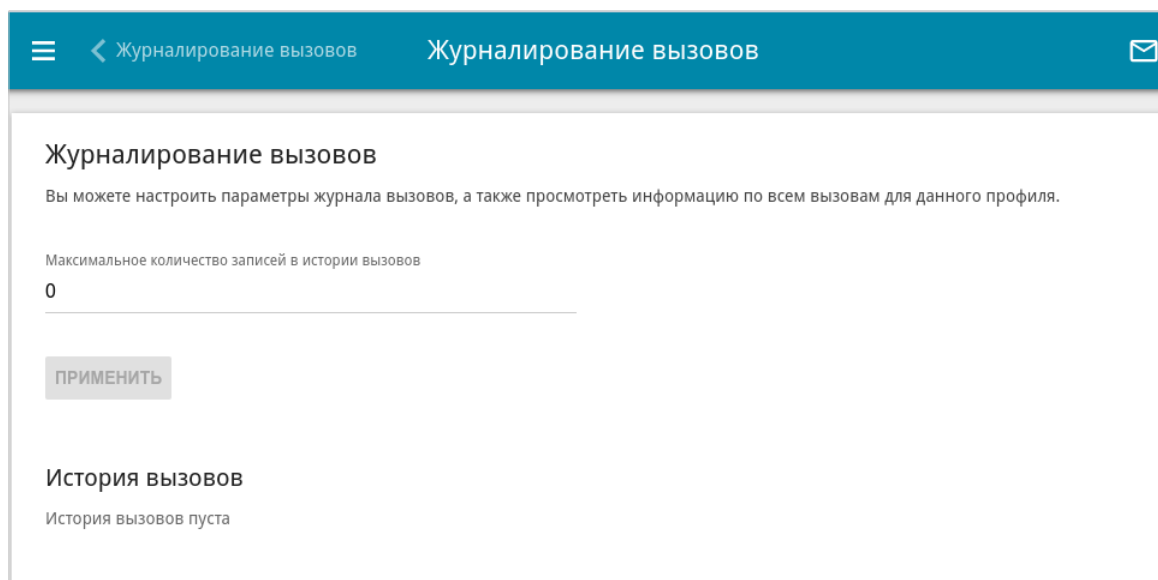 Журналирование вызовов Журналирование вызовов
Журналирование вызовов
Вы можете настроить параметры журнала вызовов, а также просмотреть информацию по всем вызовам для данного профиля.
Максимальное количество записей в истории вызовов
0
ПРИМЕНИТЬ
История вызовов
История вызовов пуста